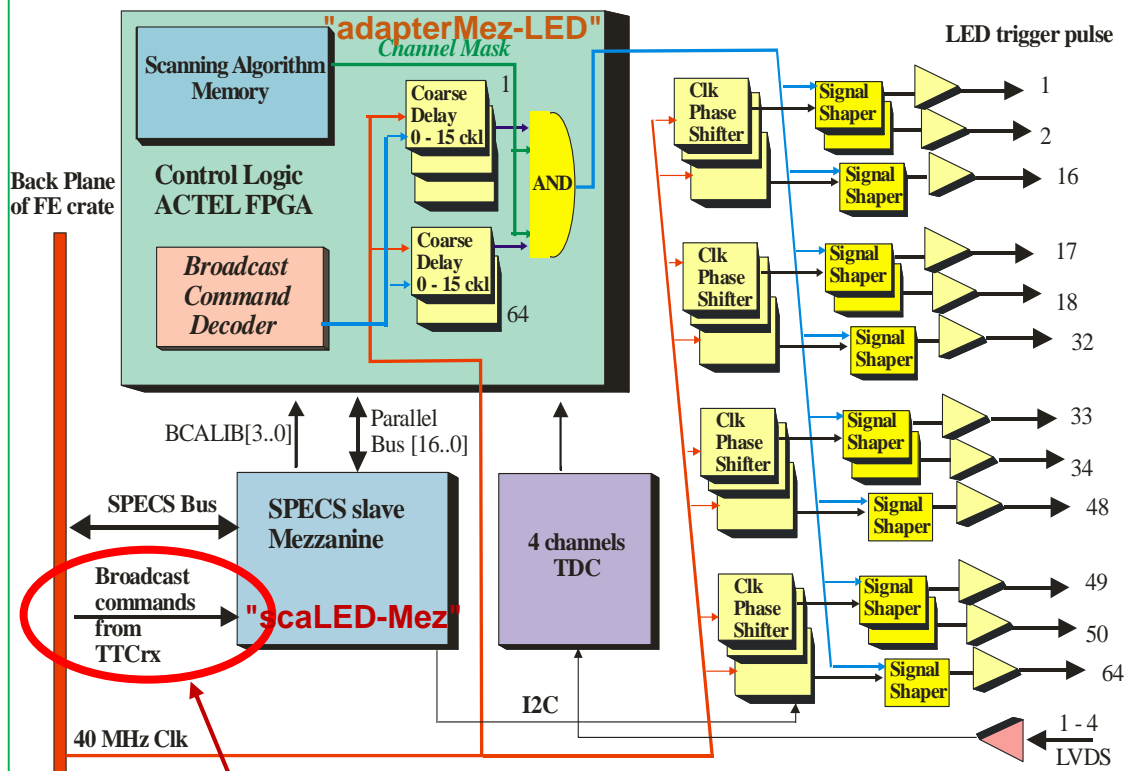 "adapterMez-LED"
Channel Mask
LED trigger pulse
Scanning Algorithm
Memory
Coarse
Delay
0 - 15 ckl
1
AND
Control Logic
ACTEL FPGA
Back Plane
of FE crate
Broadcast
Command
Decoder
Coarse
Delay
0 - 15 ckl
64
Clk
Phase
Shifter
Signal
Shaper
1
2
Signal
Shaper
16
Clk
Phase
Shifter
Signal
Shaper
17
18
Signal
Shaper
32
Clk
Phase
Shifter
Signal
Shaper
33
34
Signal
Shaper
48
Clk
Phase
Shifter
Signal
Shaper
49
50
Signal
Shaper
64
BCALIB[3..0]
Parallel
Bus [16..0]
SPECS Bus
SPECS slave
Mezzanine
"scaLED-Mez"
4 channels
TDC
Broadcast
commands
from
TTCrx
I2C
40 MHz Clk
1 - 4
LVDS